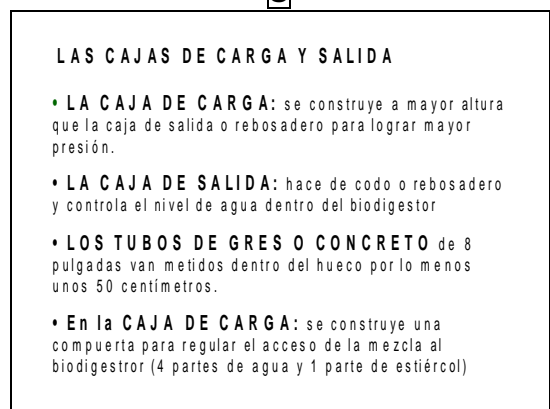 LAS CAJAS DE CARGA Y SALIDA
• LA CAJA DE CARGA: se construye a mayor altura
que la caja de salida o rebosadero para lograr mayor
presión.
• LA CAJA DE SALIDA: hace de codo o rebosadero
y controla el nivel de agua dentro del biodigestor
• LOS TUBOS DE GRES O CONCRETO de 8
pulgadas van metidos dentro del hueco por lo menos
unos 50 centímetros.
• En la CAJA DE CARGA: se construye una
compuerta para regular el acceso de la mezcla al
biodigestror (4 partes de agua y 1 parte de estiércol)